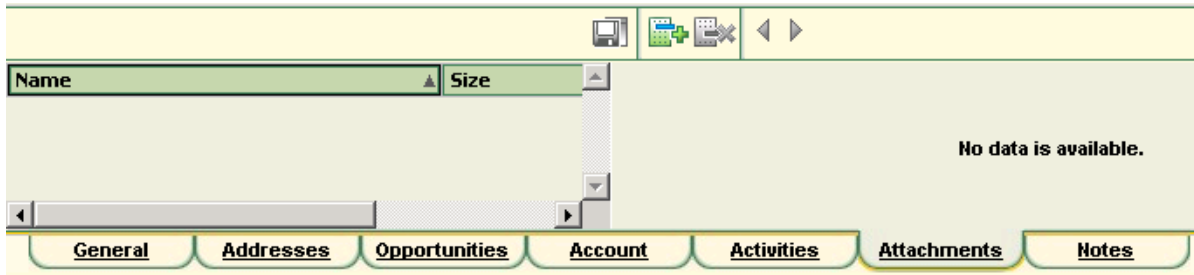 Name Size
No data is available.
General Addresses Opportunities Account Activities Attachments Notes